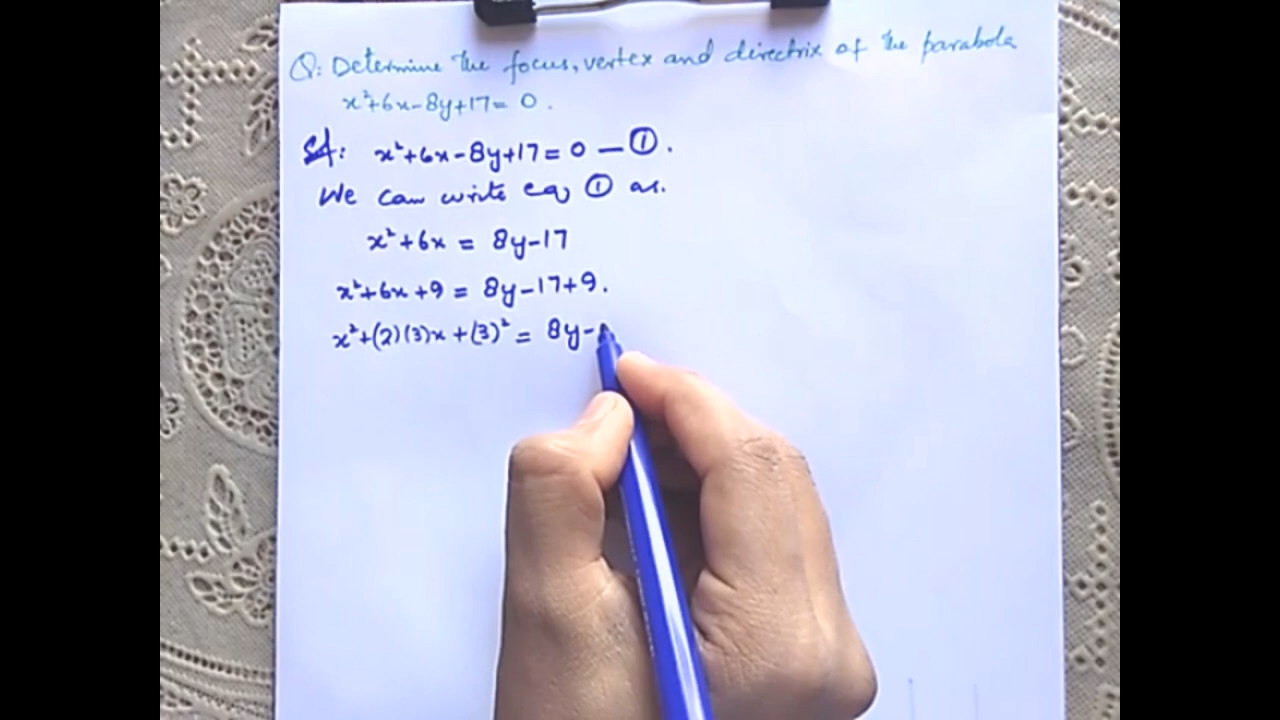 Q: Determine the focus, vertex and directrix of the parabola
x²+6x-8y+17= 0.
Sol: x²+6x-8y+17= 0 — ①.
We can write eq ① as.
x²+6x = 8y-17
x²+6x+9 = 8y-17+9.
x²+(2)(3)x+(3)² = 8y-